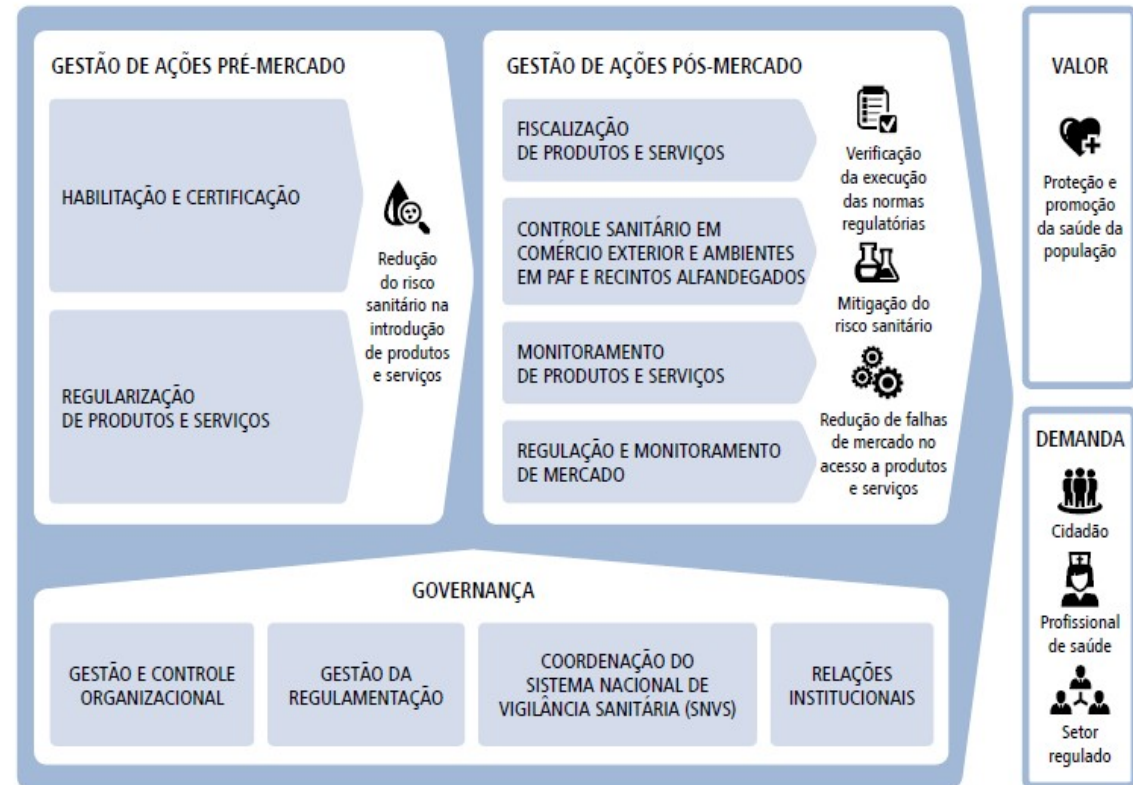 GESTÃO DE AÇÕES PRÉ-MERCADO
HABILITAÇÃO E CERTIFICAÇÃO
REGULARIZAÇÃO
DE PRODUTOS E SERVIÇOS
Redução
do risco
sanitário na
introdução
de produtos
e serviços
GESTÃO DE AÇÕES PÓS-MERCADO
FISCALIZAÇÃO
DE PRODUTOS E SERVIÇOS
CONTROLE SANITÁRIO EM
COMÉRCIO EXTERIOR E AMBIENTES
EM PAF E RECINTOS ALFANDEGADOS
MONITORAMENTO
DE PRODUTOS E SERVIÇOS
REGULAÇÃO E MONITORAMENTO
DE MERCADO
Verificação
da execução
das normas
regulatórias
Mitigação do
risco sanitário
Redução de falhas
de mercado no
acesso a produtos
e serviços
GOVERNANÇA
GESTÃO E CONTROLE
ORGANIZACIONAL
GESTÃO DA
REGULAMENTAÇÃO
COORDENAÇÃO DO
SISTEMA NACIONAL DE
VIGILÂNCIA SANITÁRIA (SNVS)
RELAÇÕES
INSTITUCIONAIS
VALOR
Proteção e
promoção
da saúde da
população
DEMANDA
Cidadão
Profissional
de saúde
Setor
regulado